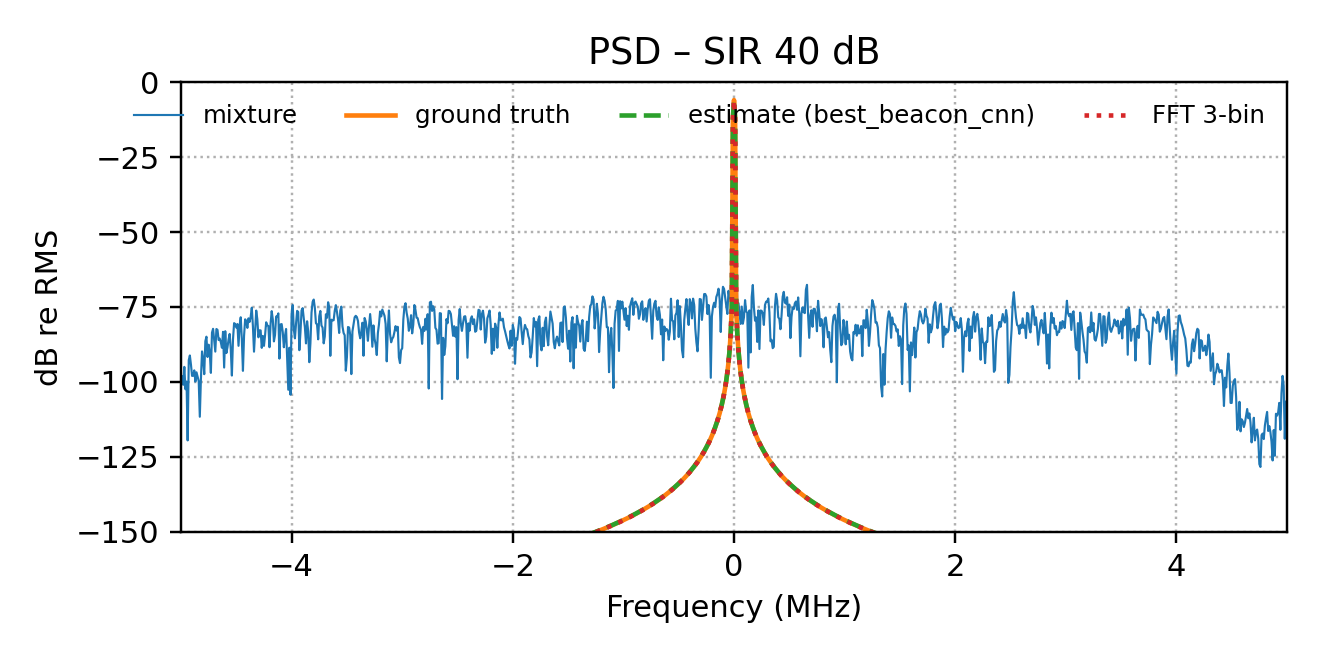 PSD – SIR 40 dB
0
mixture ground truth estimate (best_beacon_cnn) FFT 3-bin
−25
−50
−75
−100
−125
−150
dB re RMS
−4 −2 0 2 4
Frequency (MHz)